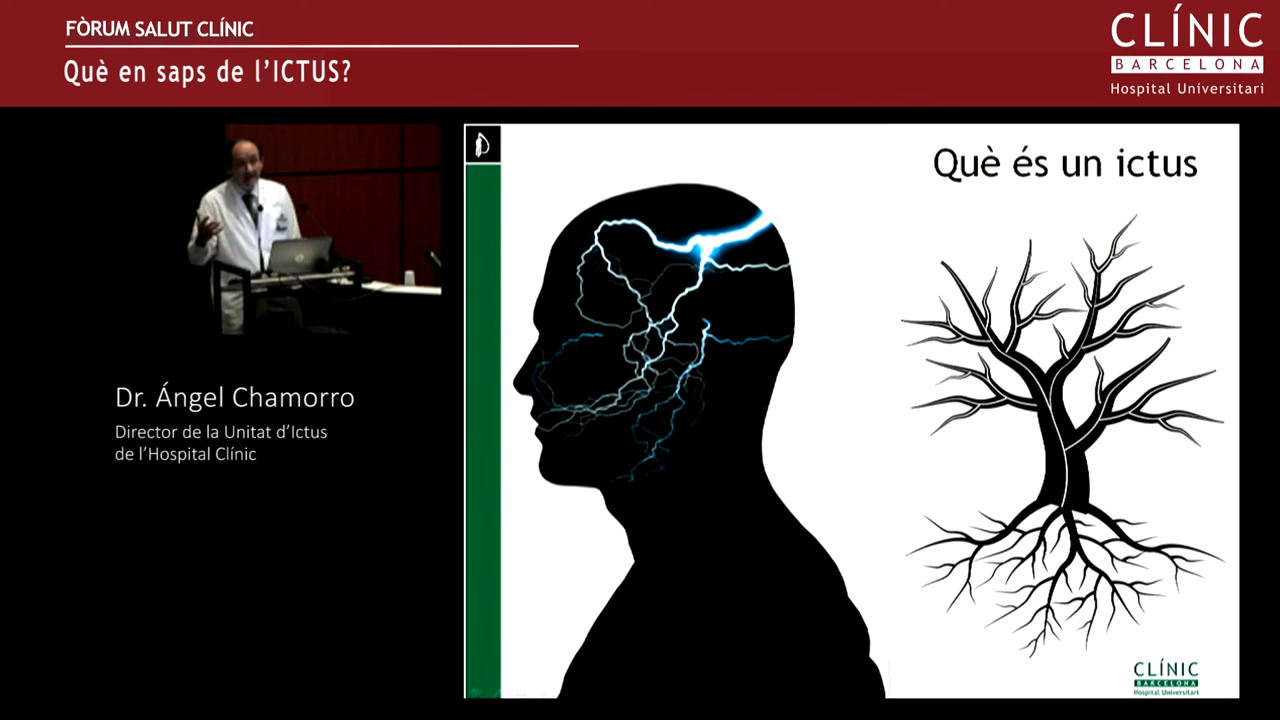 FÒRUM SALUT CLÍNIC
Què en saps de l'ICTUS?
CLÍNIC
BARCELONA
Hospital Universitari
Què és un ictus
Dr. Ángel Chamorro
Director de la Unitat d'Ictus
de l'Hospital Clínic
CLÍNIC
BARCELONA
Hospital Universitari